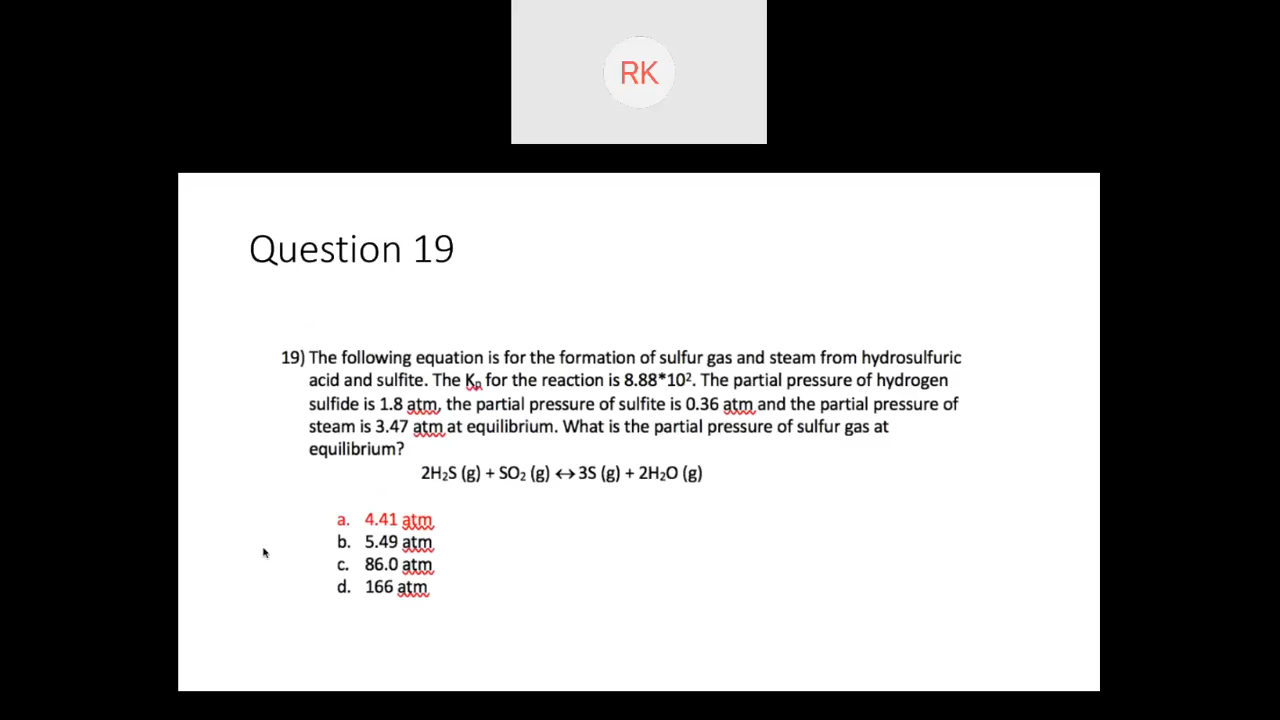 RK
Question 19
19) The following equation is for the formation of sulfur gas and steam from hydrosulfuric
acid and sulfite. The Kₚ for the reaction is 8.88*10². The partial pressure of hydrogen
sulfide is 1.8 atm, the partial pressure of sulfite is 0.36 atm and the partial pressure of
steam is 3.47 atm at equilibrium. What is the partial pressure of sulfur gas at
equilibrium?
2H₂S (g) + SO₂ (g) ↔ 3S (g) + 2H₂O (g)
a. 4.41 atm
b. 5.49 atm
c. 86.0 atm
d. 166 atm